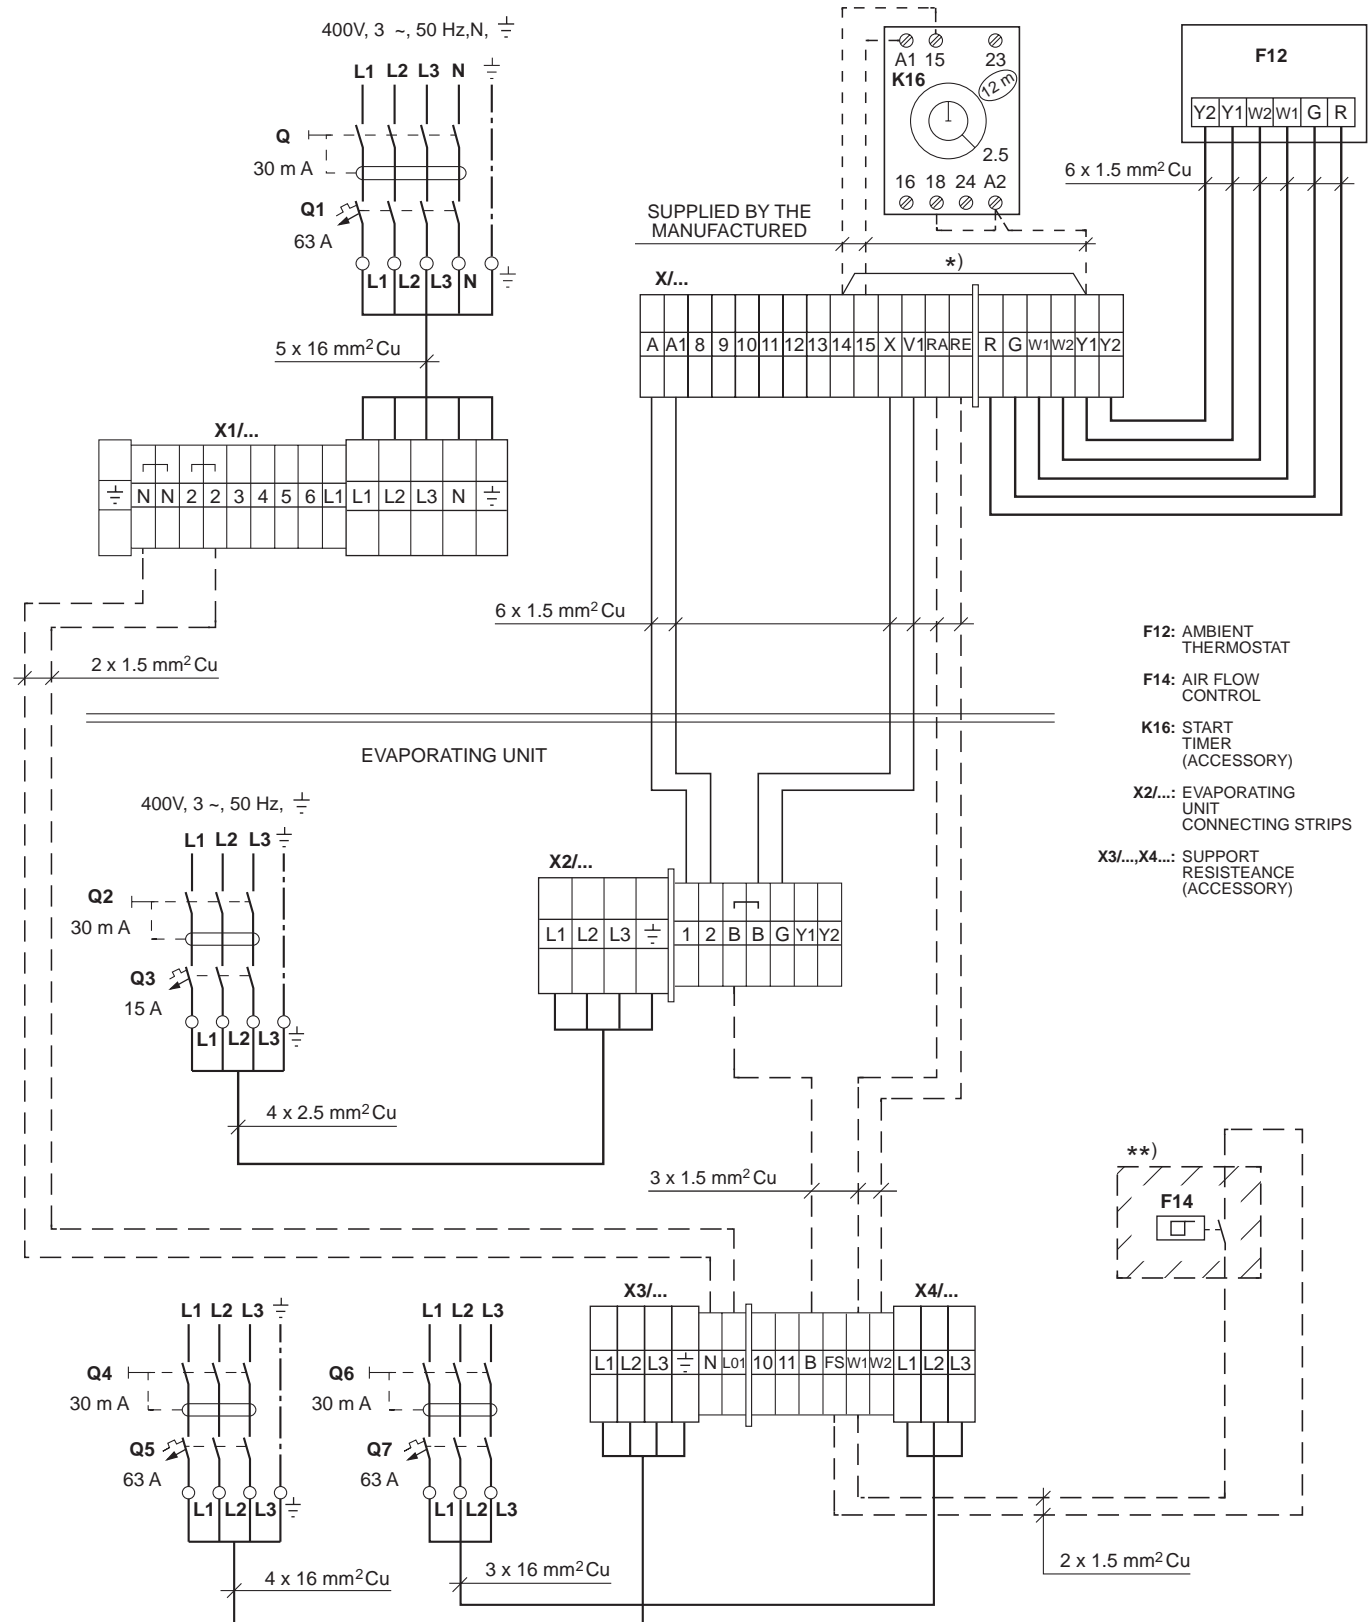 400V, 3 ~, 50 Hz,N,
L1 L2 L3 N
Q
30 m A
Q1
63 A
L1 L2 L3 N
5 x 16 mm2 Cu
X1/...
N N 2 2 3 4 5 6 L1 L1 L2 L3 N
2 x 1.5 mm2 Cu
A1 15 23
K16
12 m
2.5
16 18 24 A2
F12
Y2 Y1 W2 W1 G R
6 x 1.5 mm2 Cu
SUPPLIED BY THE
MANUFACTURED
*)
X/...
A A1 8 9 10 11 12 13 14 15 X V1 RA RE R G W1 W2 Y1 Y2
6 x 1.5 mm2 Cu
F12: AMBIENT
THERMOSTAT
F14: AIR FLOW
CONTROL
K16: START
TIMER
(ACCESSORY)
X2/...: EVAPORATING
UNIT
CONNECTING STRIPS
X3/...,X4...: SUPPORT
RESISTEANCE
(ACCESSORY)
EVAPORATING UNIT
400V, 3 ~, 50 Hz,
L1 L2 L3
Q2
30 m A
Q3
15 A
L1 L2 L3
4 x 2.5 mm2 Cu
X2/...
L1 L2 L3 1 2 B B G Y1 Y2
3 x 1.5 mm2 Cu
**)
F14
X3/... X4/...
L1 L2 L3 N L01 10 11 B FS W1 W2 L1 L2 L3
L1 L2 L3
Q4
30 m A
Q5
63 A
L1 L2 L3
4 x 16 mm2 Cu
L1 L2 L3
Q6
30 m A
Q7
63 A
L1 L2 L3
3 x 16 mm2 Cu
2 x 1.5 mm2 Cu